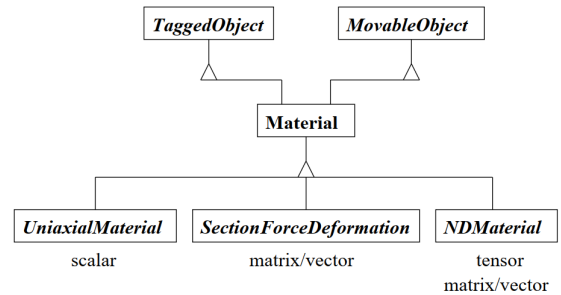 TaggedObject MovableObject
Material
UniaxialMaterial SectionForceDeformation NDMaterial
scalar matrix/vector tensor
matrix/vector